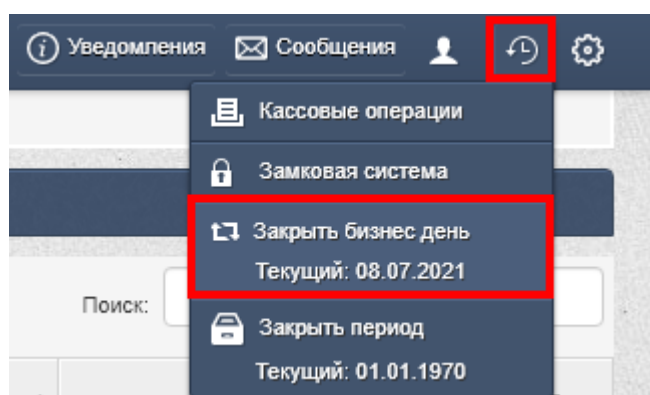 Уведомления Сообщения
Кассовые операции
Замковая система
Закрыть бизнес день
Текущий: 08.07.2021
Поиск:
Закрыть период
Текущий: 01.01.1970